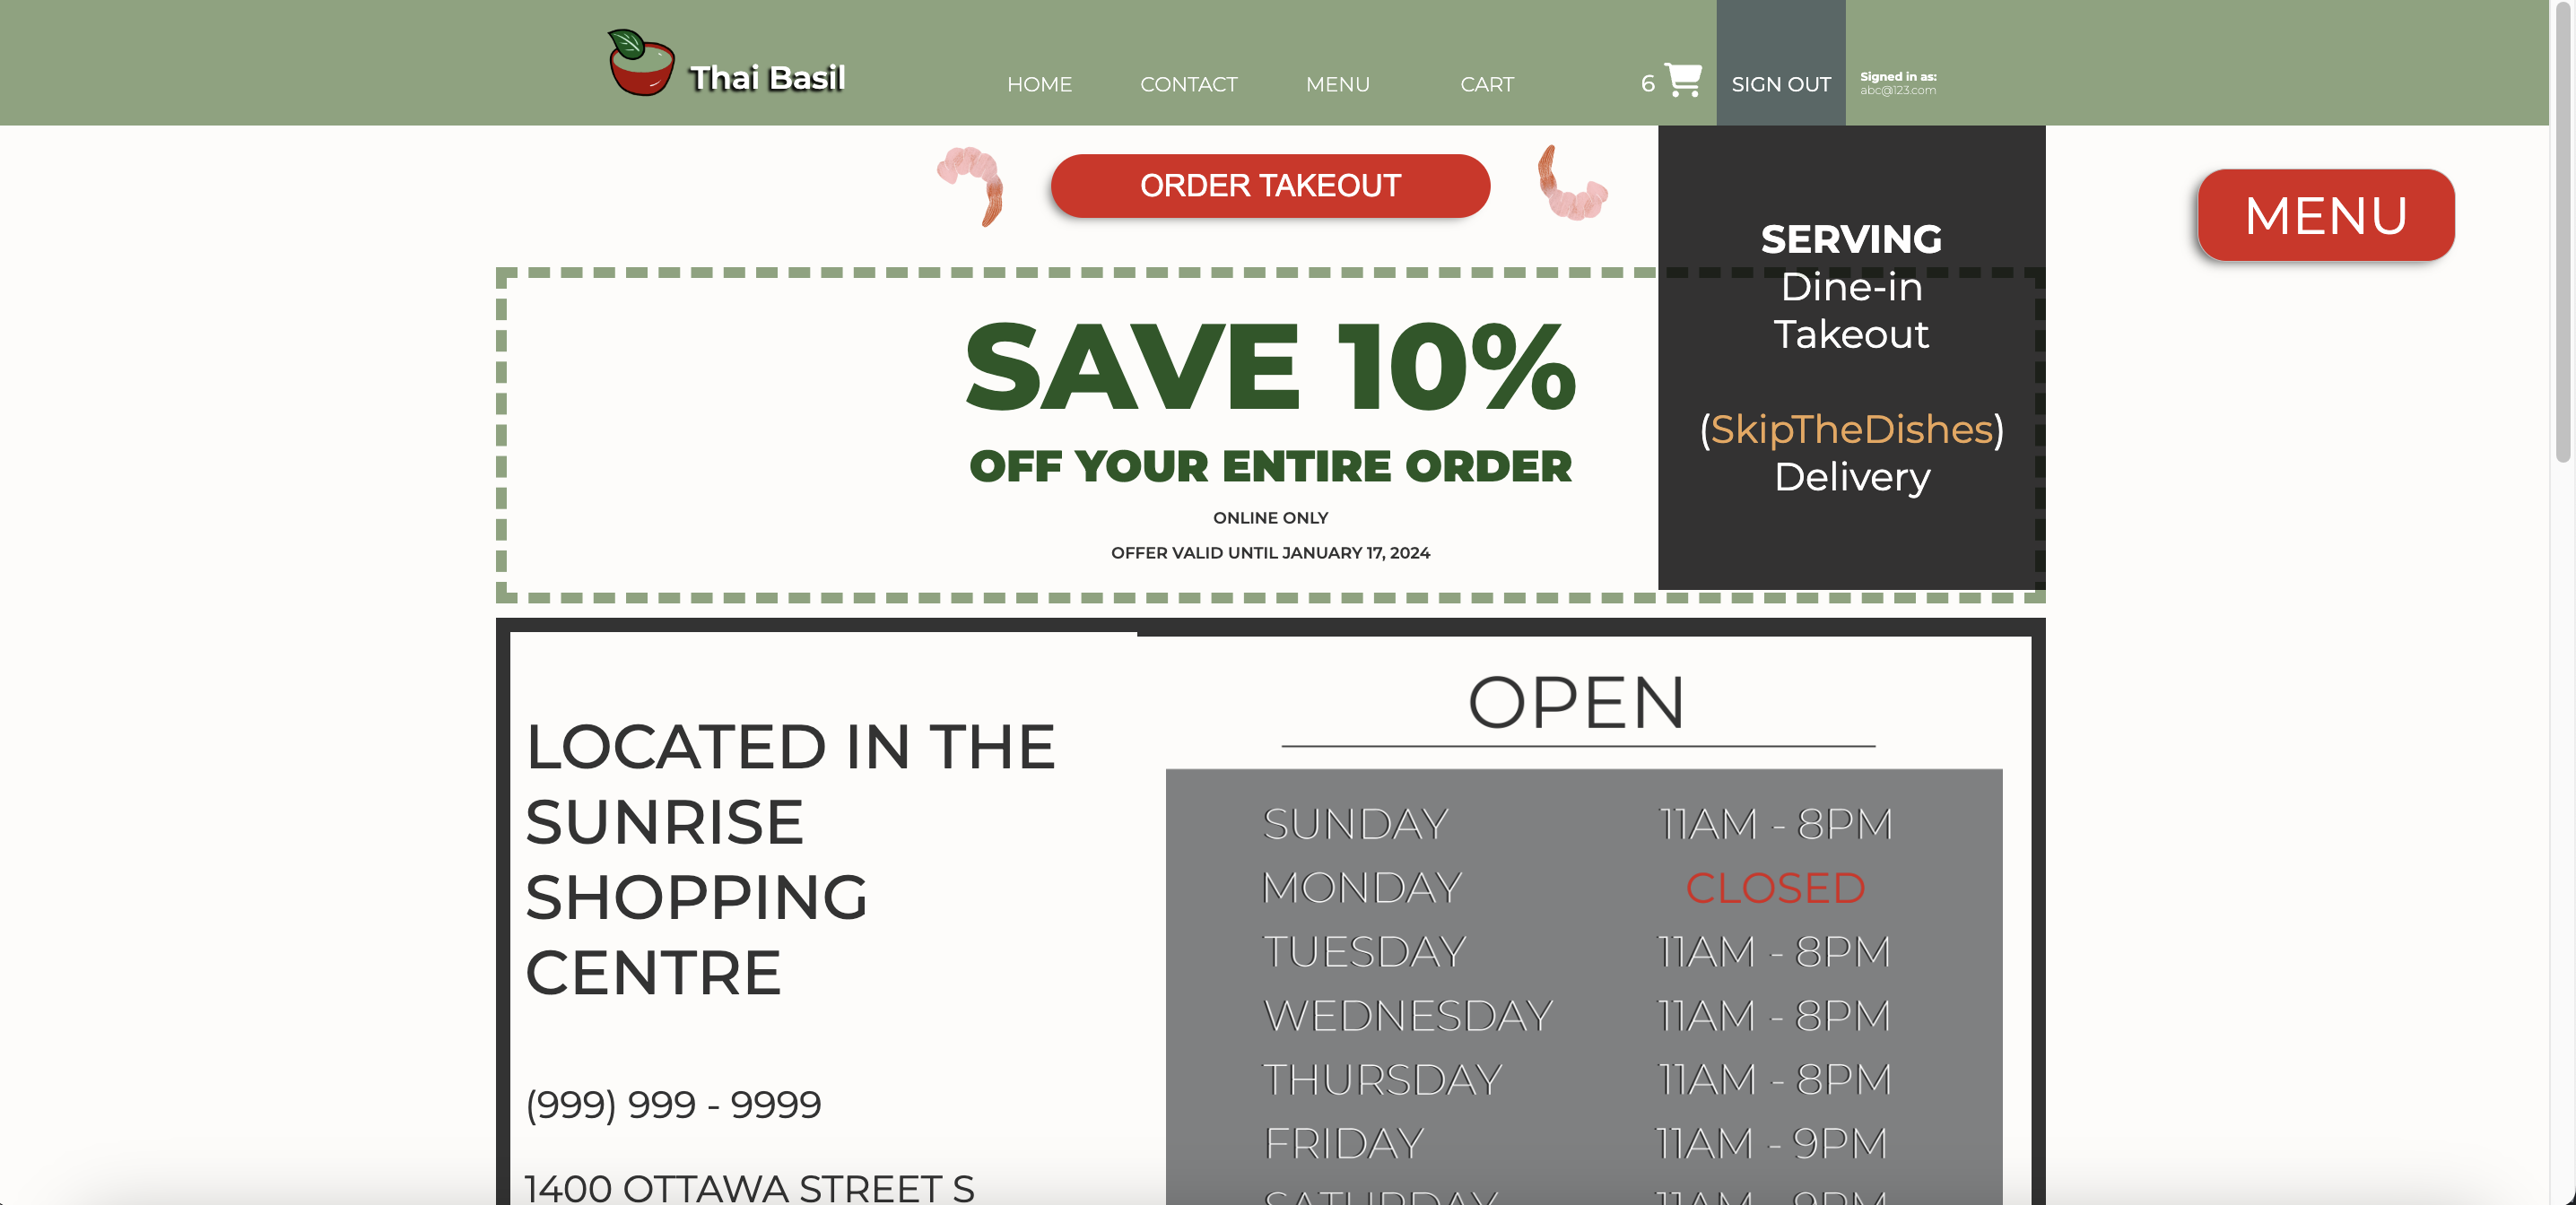 Thai Basil
HOME
CONTACT
MENU
CART
6
SIGN OUT
Signed in as:
abc@123.com
ORDER TAKEOUT
MENU
SERVING
Dine-in
Takeout
(SkipTheDishes)
Delivery
SAVE 10%
OFF YOUR ENTIRE ORDER
ONLINE ONLY
OFFER VALID UNTIL JANUARY 17, 2024
LOCATED IN THE
SUNRISE
SHOPPING
CENTRE
(999) 999 - 9999
1400 OTTAWA STREET S
OPEN
SUNDAY 11AM - 8PM
MONDAY CLOSED
TUESDAY 11AM - 8PM
WEDNESDAY 11AM - 8PM
THURSDAY 11AM - 8PM
FRIDAY 11AM - 9PM
SATURDAY 11AM - 9PM